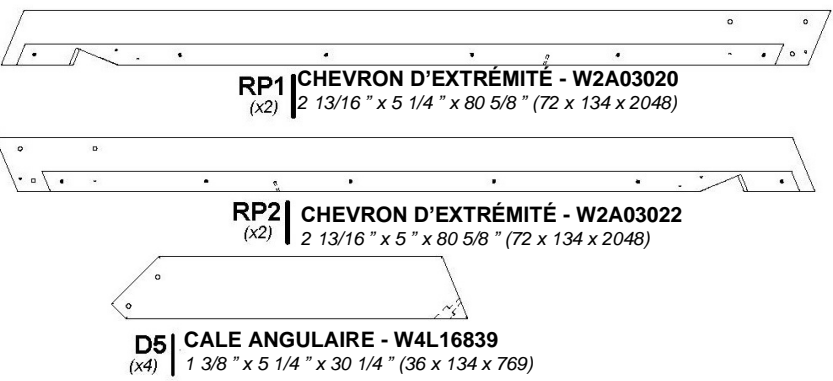 RP1 CHEVRON D'EXTRÉMITÉ - W2A03020
(x2) 2 13/16 ” x 5 1/4 ” x 80 5/8 ” (72 x 134 x 2048)
RP2 CHEVRON D'EXTRÉMITÉ - W2A03022
(x2) 2 13/16 ” x 5 ” x 80 5/8 ” (72 x 134 x 2048)
D5 CALE ANGULAIRE - W4L16839
(x4) 1 3/8 ” x 5 1/4 ” x 30 1/4 ” (36 x 134 x 769)